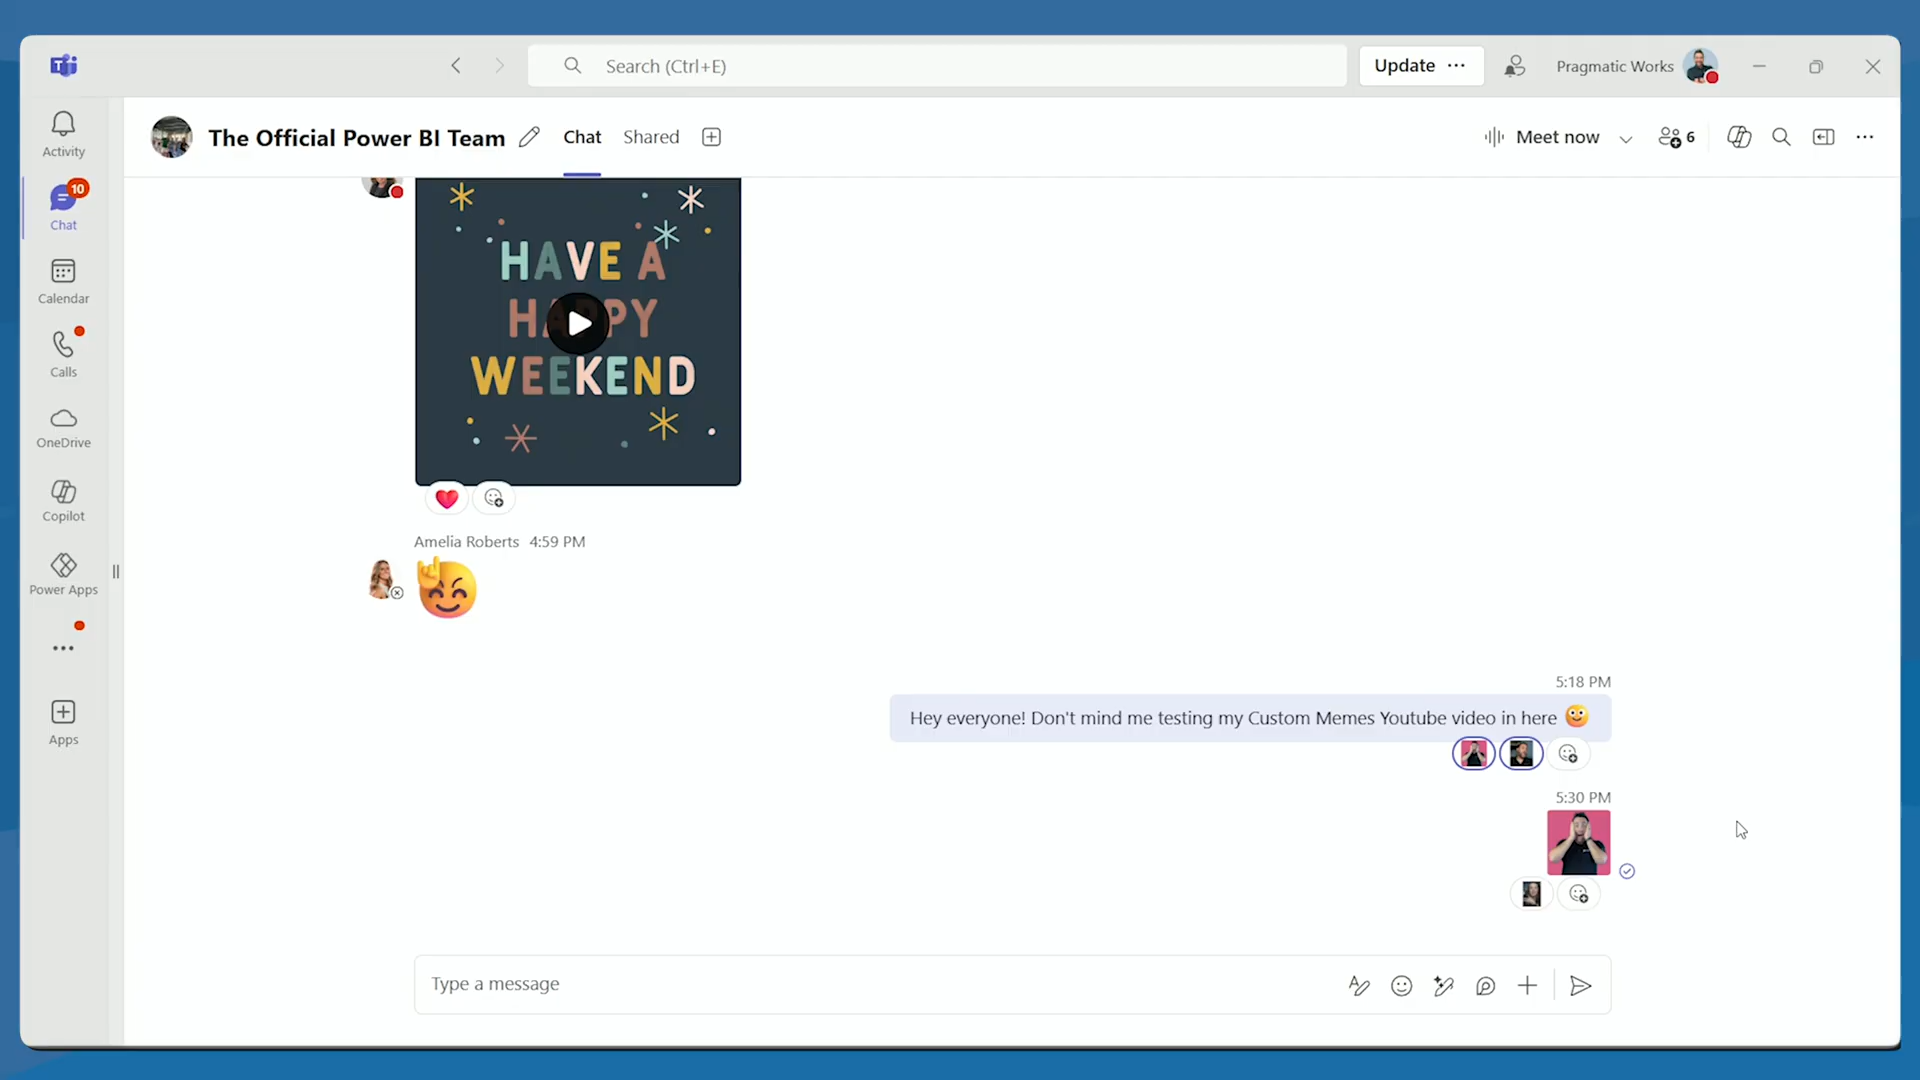 Search (Ctrl+E)
Update
Pragmatic Works
Activity
10
Chat
Calendar
Calls
OneDrive
Copilot
Power Apps
Apps
The Official Power BI Team
Chat
Shared
Meet now
6
HAVE A
HAPPY
WEEKEND
Amelia Roberts 4:59 PM
5:18 PM
Hey everyone! Don't mind me testing my Custom Memes Youtube video in here
5:30 PM
Type a message